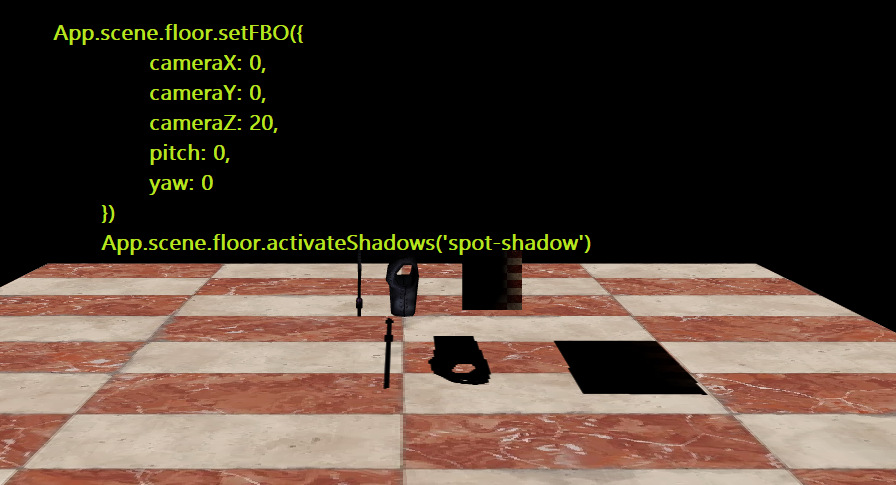 App.scene.floor.setFBO({
cameraX: 0,
cameraY: 0,
cameraZ: 20,
pitch: 0,
yaw: 0
})
App.scene.floor.activateShadows('spot-shadow')